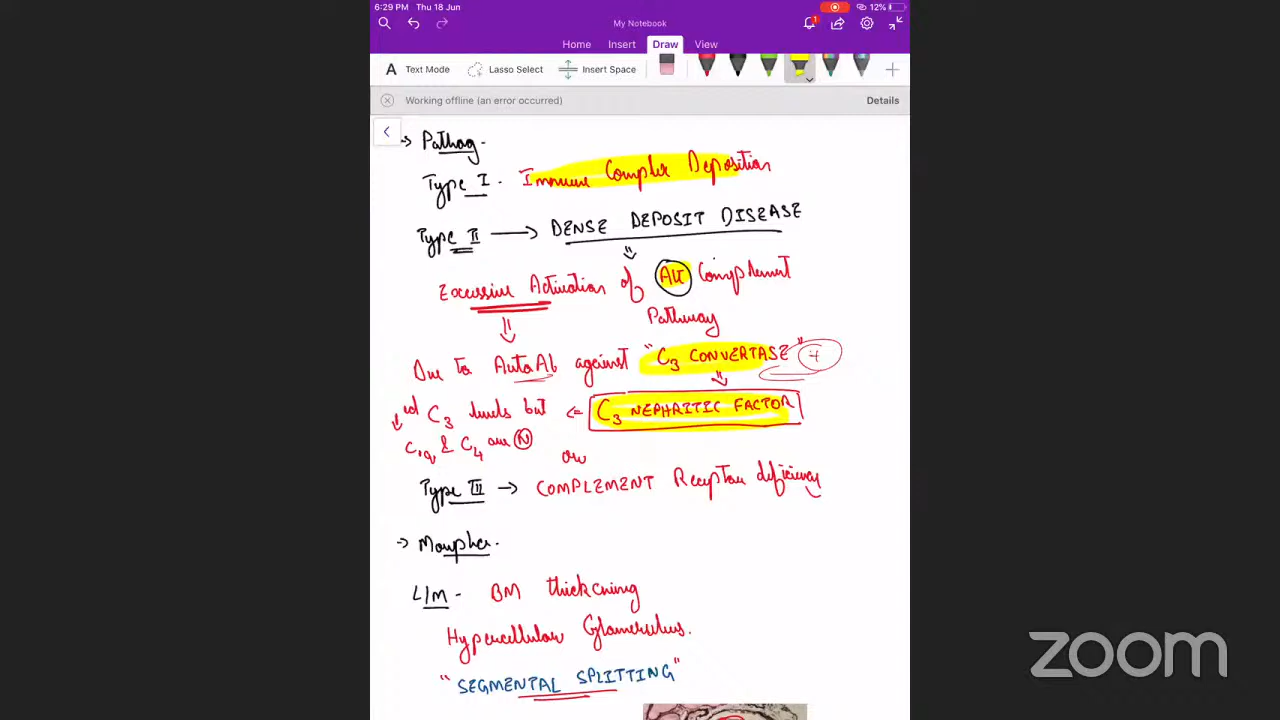 6:29 PM Thu 18 Jun
12%
My Notebook
1
Home Insert Draw View
A Text Mode Lasso Select Insert Space
Working offline (an error occurred) Details
→ Pathog.
Type I. Immune Complex Deposition
Type II → DENSE DEPOSIT DISEASE
⇓
Excessive Activation of Alt Complement
Pathway
⇓
Due to AutoAb against "C3 CONVERTASE" +
⇓
↓ed C3 levels but ⇐ C3 NEPHRITIC FACTOR
C1q & C4 are N
or
Type III → COMPLEMENT Receptor deficiency
→ Morpho.
L/M - BM thickening
Hypercellular Glomerulus.
"SEGMENTAL SPLITTING"
zoom